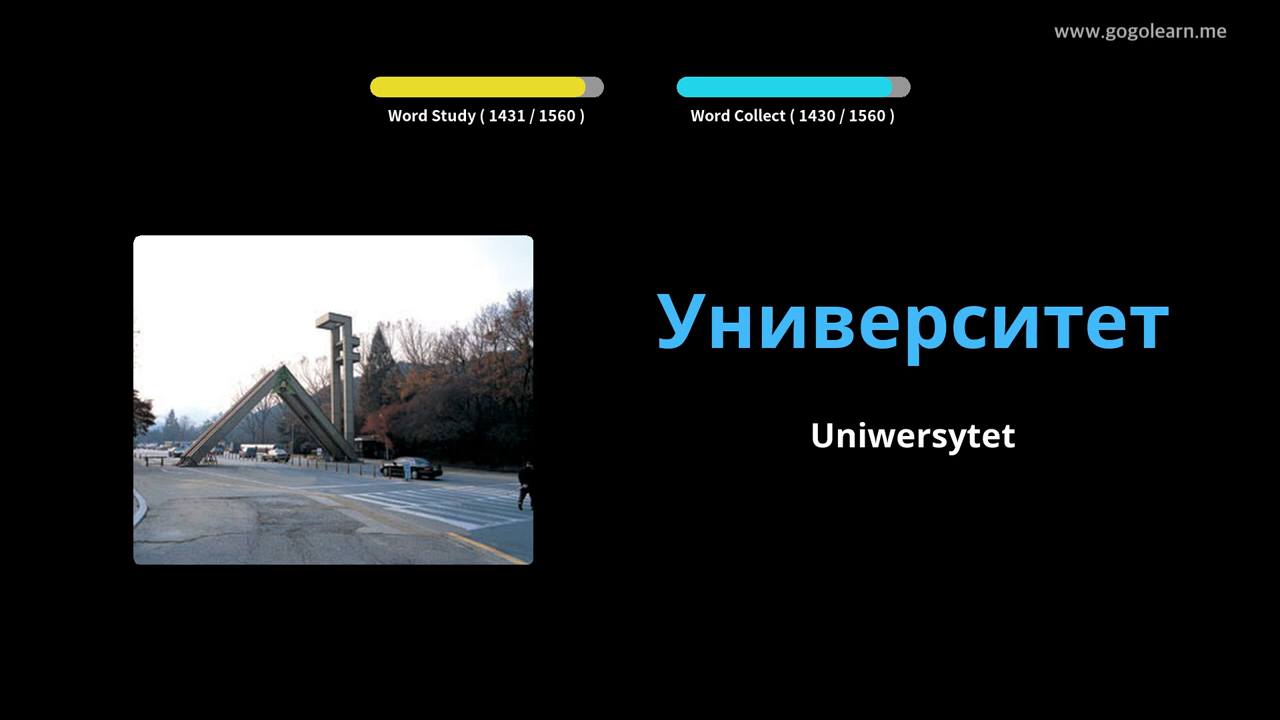 www.gogolearn.me
Word Study ( 1431 / 1560 )
Word Collect ( 1430 / 1560 )
Университет
Uniwersytet